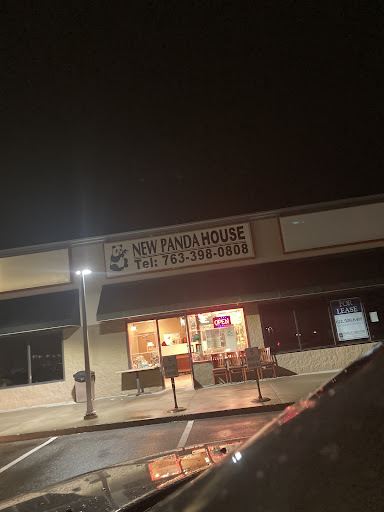 NEW PANDA HOUSE
Tel: 763-398-0808
OPEN
FOR
LEASE